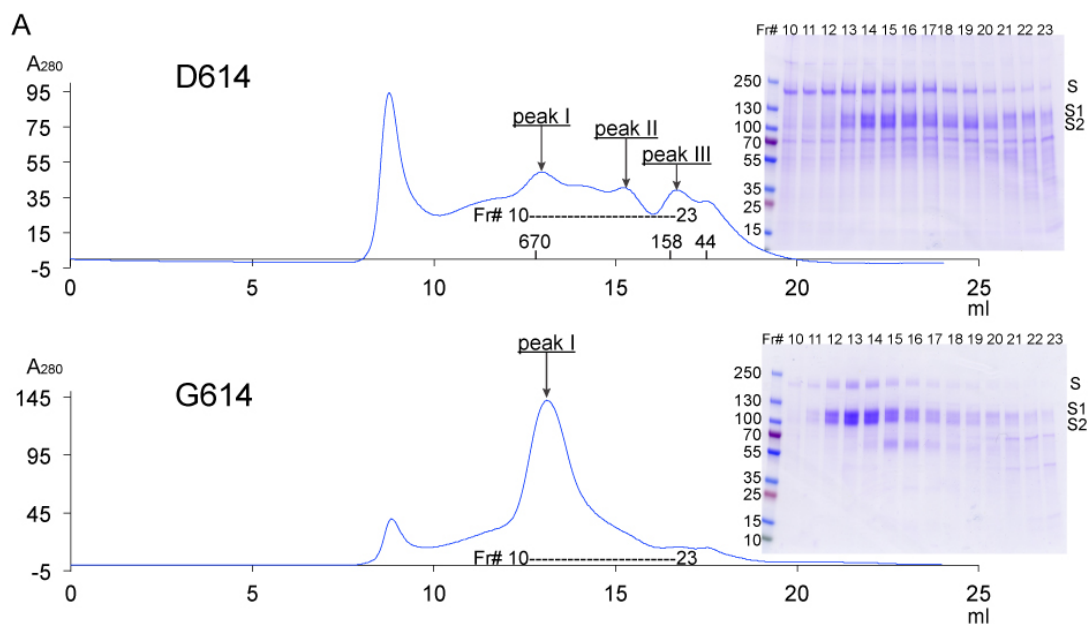 A
A280
D614
95
75
55
35
15
-5
peak I
peak II
peak III
Fr# 10--------------------23
670 158 44
0 5 10 15 20 25
ml
Fr# 10 11 12 13 14 15 16 17 18 19 20 21 22 23
250
130
100
70
55
35
25
15
S
S1
S2
A280
G614
145
95
45
-5
peak I
Fr# 10--------------------23
0 5 10 15 20 25
ml
Fr# 10 11 12 13 14 15 16 17 18 19 20 21 22 23
250
130
100
70
55
35
25
15
10
S
S1
S2